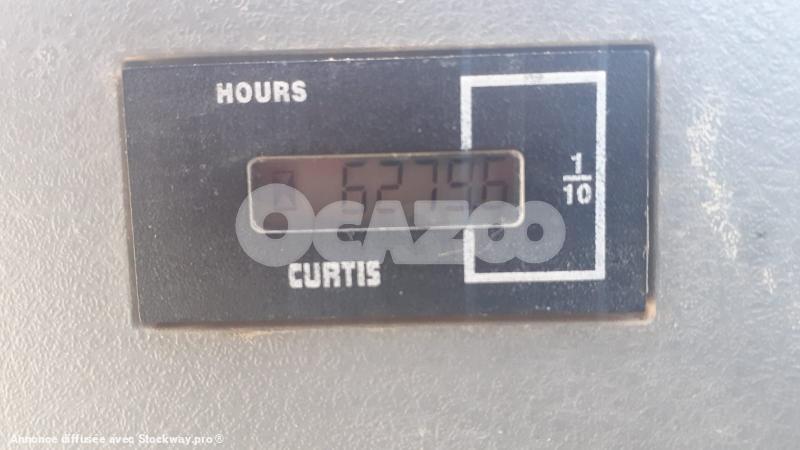 HOURS
62796
1
10
OCAZOO
CURTIS
Annonce diffusée avec Stockway.pro®